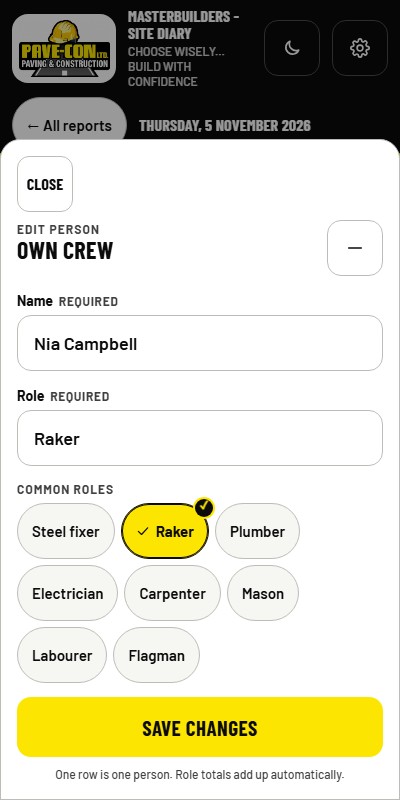 PAVE-CON LTD.
PAVING & CONSTRUCTION
MASTERBUILDERS -
SITE DIARY
CHOOSE WISELY...
BUILD WITH
CONFIDENCE
← All reports
THURSDAY, 5 NOVEMBER 2026
CLOSE
EDIT PERSON
OWN CREW
Name REQUIRED
Nia Campbell
Role REQUIRED
Raker
COMMON ROLES
Steel fixer
Raker
Plumber
Electrician
Carpenter
Mason
Labourer
Flagman
SAVE CHANGES
One row is one person. Role totals add up automatically.